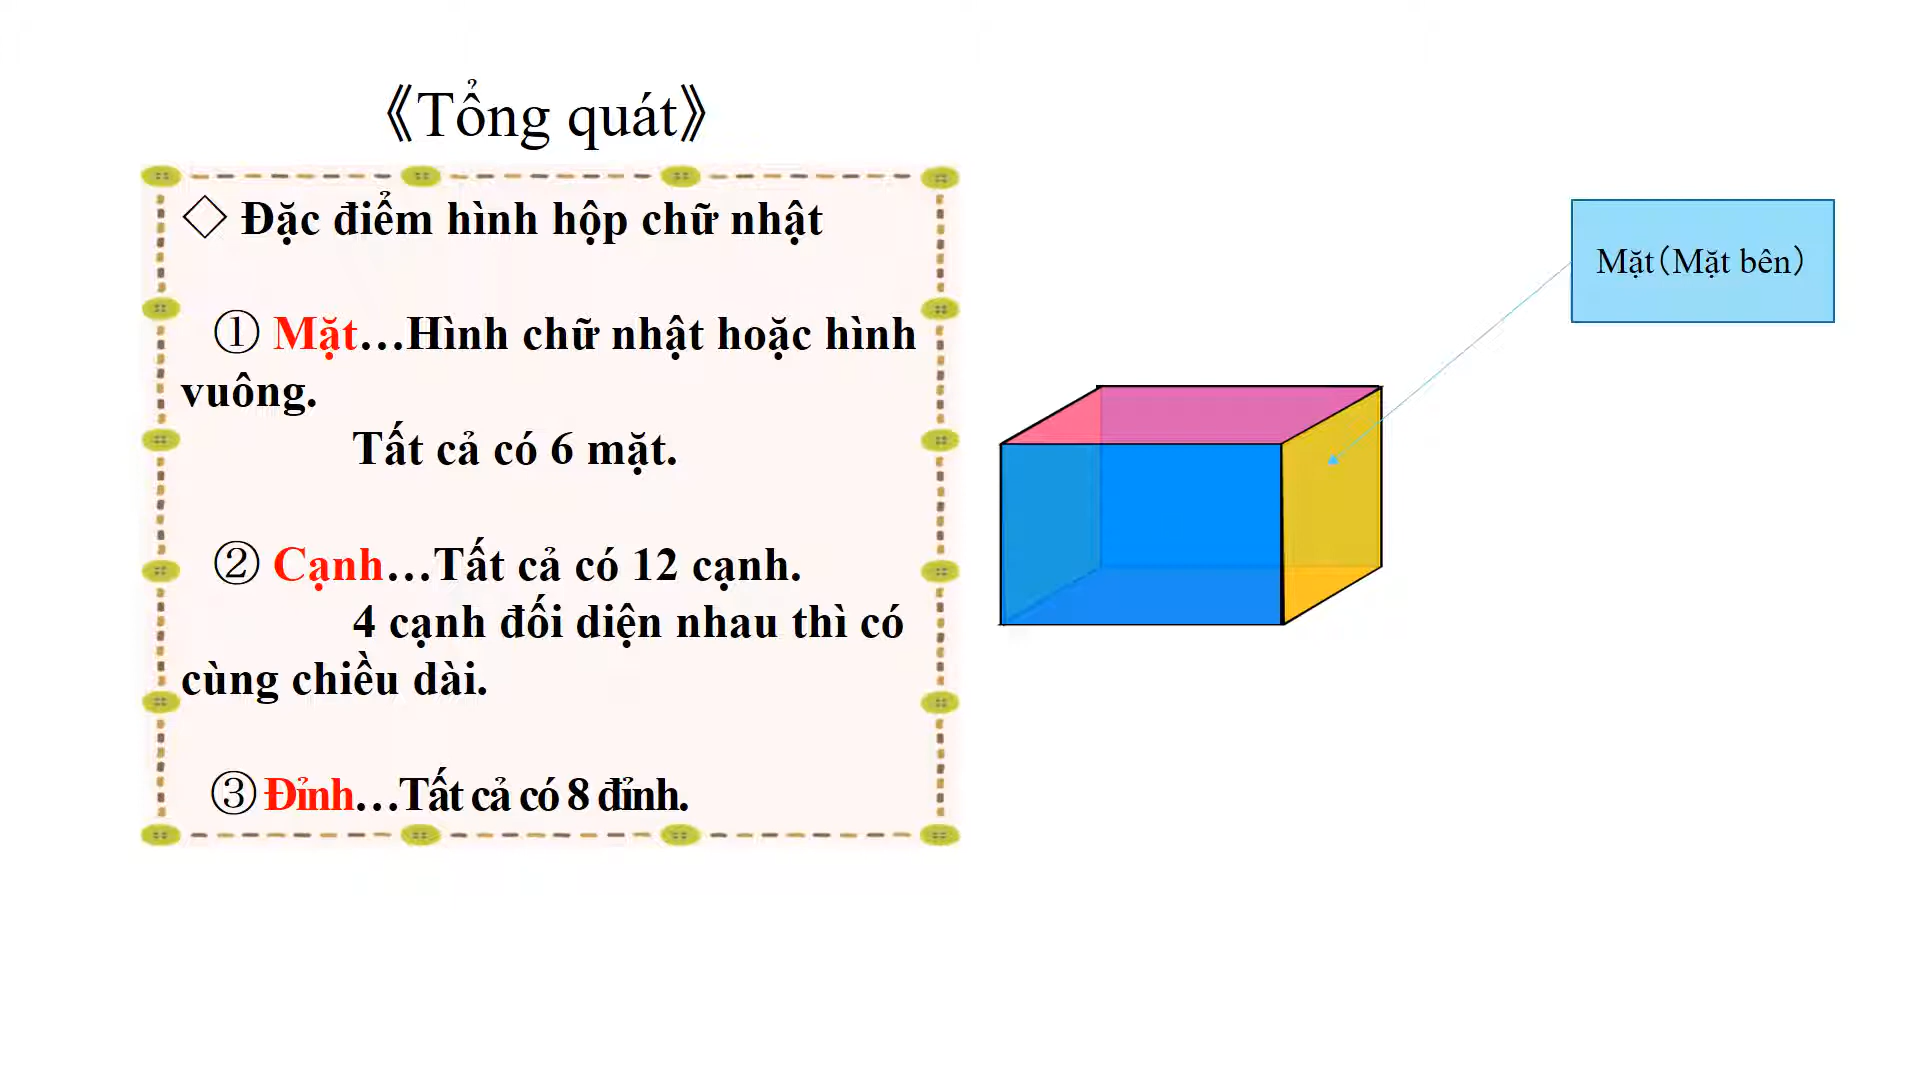 《Tổng quát》
◇ Đặc điểm hình hộp chữ nhật
① Mặt…Hình chữ nhật hoặc hình
vuông.
Tất cả có 6 mặt.
② Cạnh…Tất cả có 12 cạnh.
4 cạnh đối diện nhau thì có
cùng chiều dài.
③ Đỉnh…Tất cả có 8 đỉnh.
Mặt（Mặt bên）